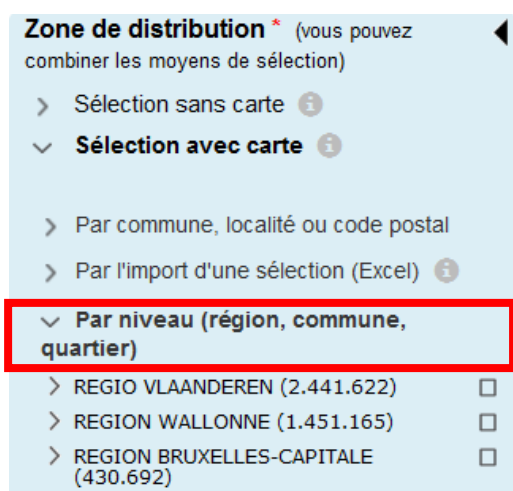 Zone de distribution * (vous pouvez
combiner les moyens de sélection)
Sélection sans carte
Sélection avec carte
Par commune, localité ou code postal
Par l'import d'une sélection (Excel)
Par niveau (région, commune,
quartier)
REGIO VLAANDEREN (2.441.622)
REGION WALLONNE (1.451.165)
REGION BRUXELLES-CAPITALE
(430.692)